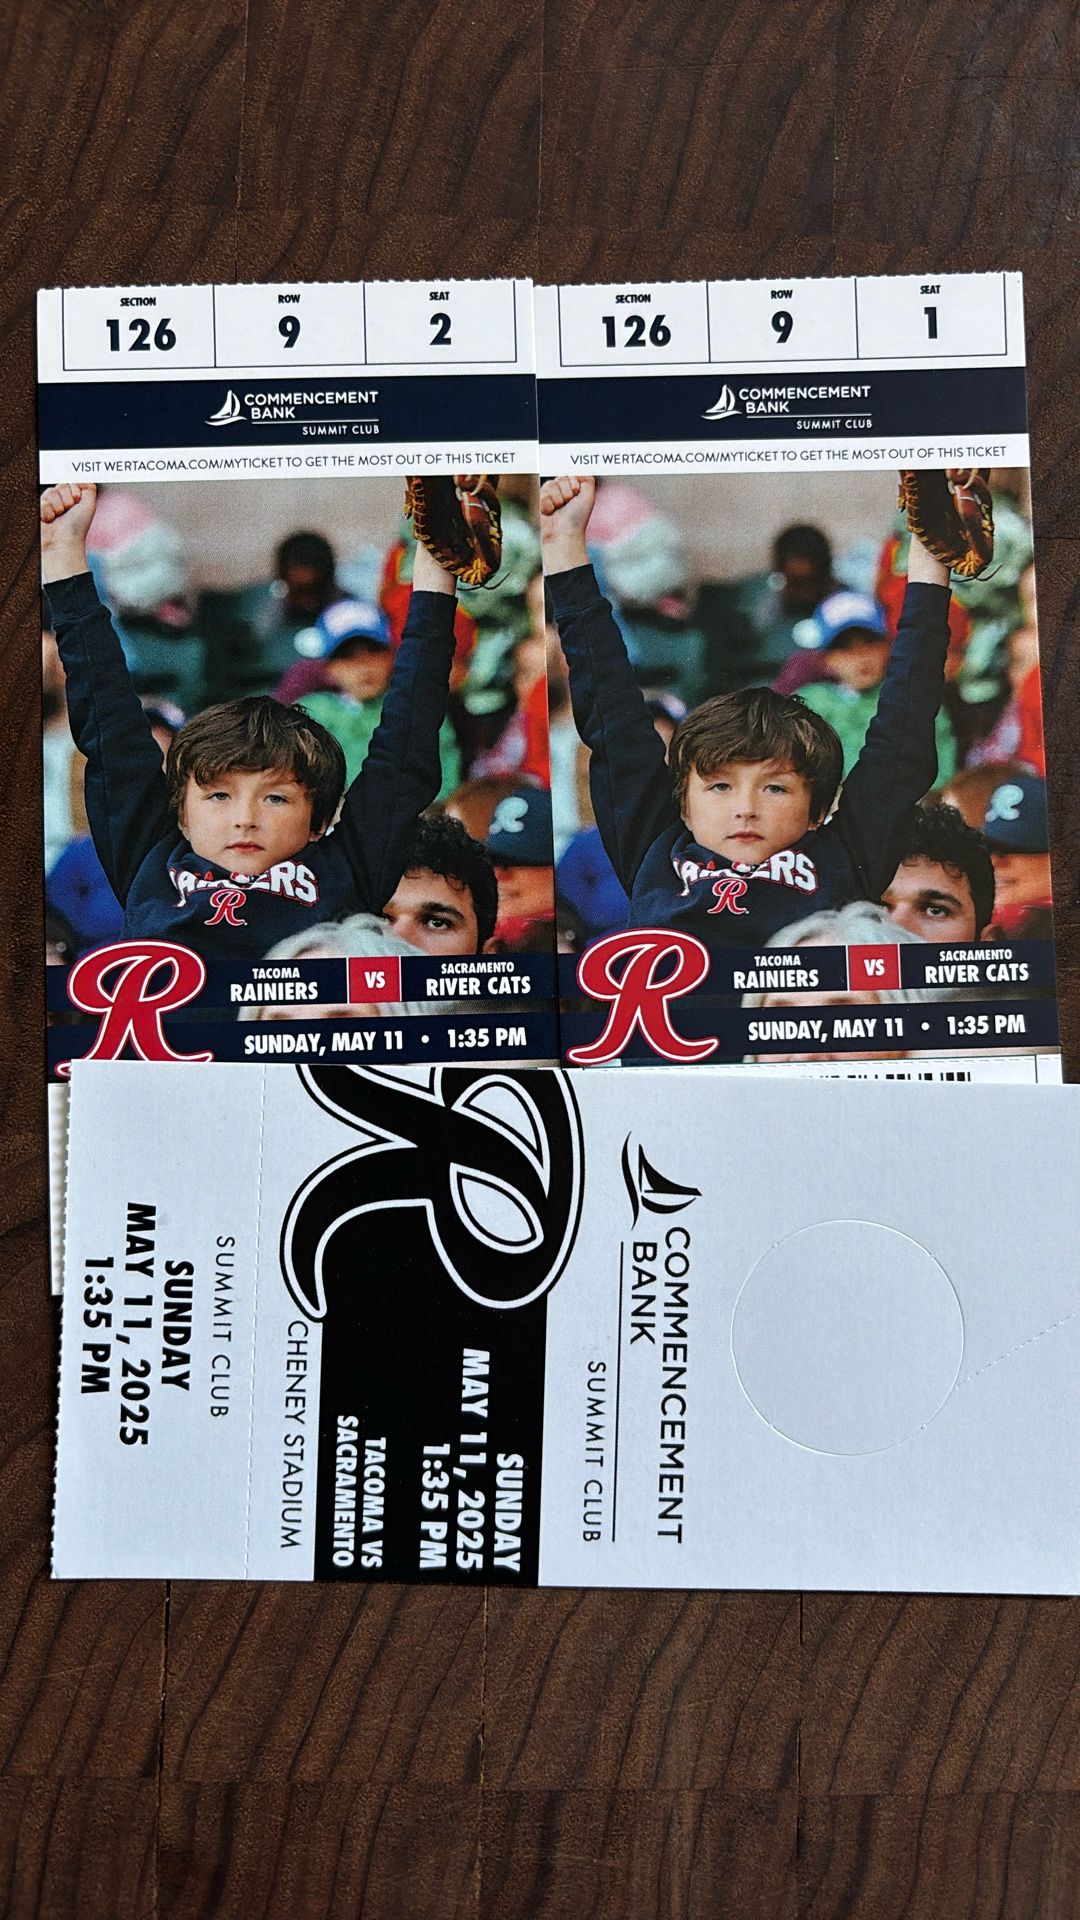 SECTION
126
ROW
9
SEAT
2
COMMENCEMENT
BANK
SUMMIT CLUB
VISIT WERTACOMA.COM/MYTICKET TO GET THE MOST OUT OF THIS TICKET
R
TACOMA
RAINIERS
VS
SACRAMENTO
RIVER CATS
SUNDAY, MAY 11 • 1:35 PM
SECTION
126
ROW
9
SEAT
1
COMMENCEMENT
BANK
SUMMIT CLUB
VISIT WERTACOMA.COM/MYTICKET TO GET THE MOST OUT OF THIS TICKET
R
TACOMA
RAINIERS
VS
SACRAMENTO
RIVER CATS
SUNDAY, MAY 11 • 1:35 PM
COMMENCEMENT
BANK
SUMMIT CLUB
R
SUNDAY
MAY 11, 2025
1:35 PM
TACOMA VS
SACRAMENTO
CHENEY STADIUM
SUMMIT CLUB
SUNDAY
MAY 11, 2025
1:35 PM